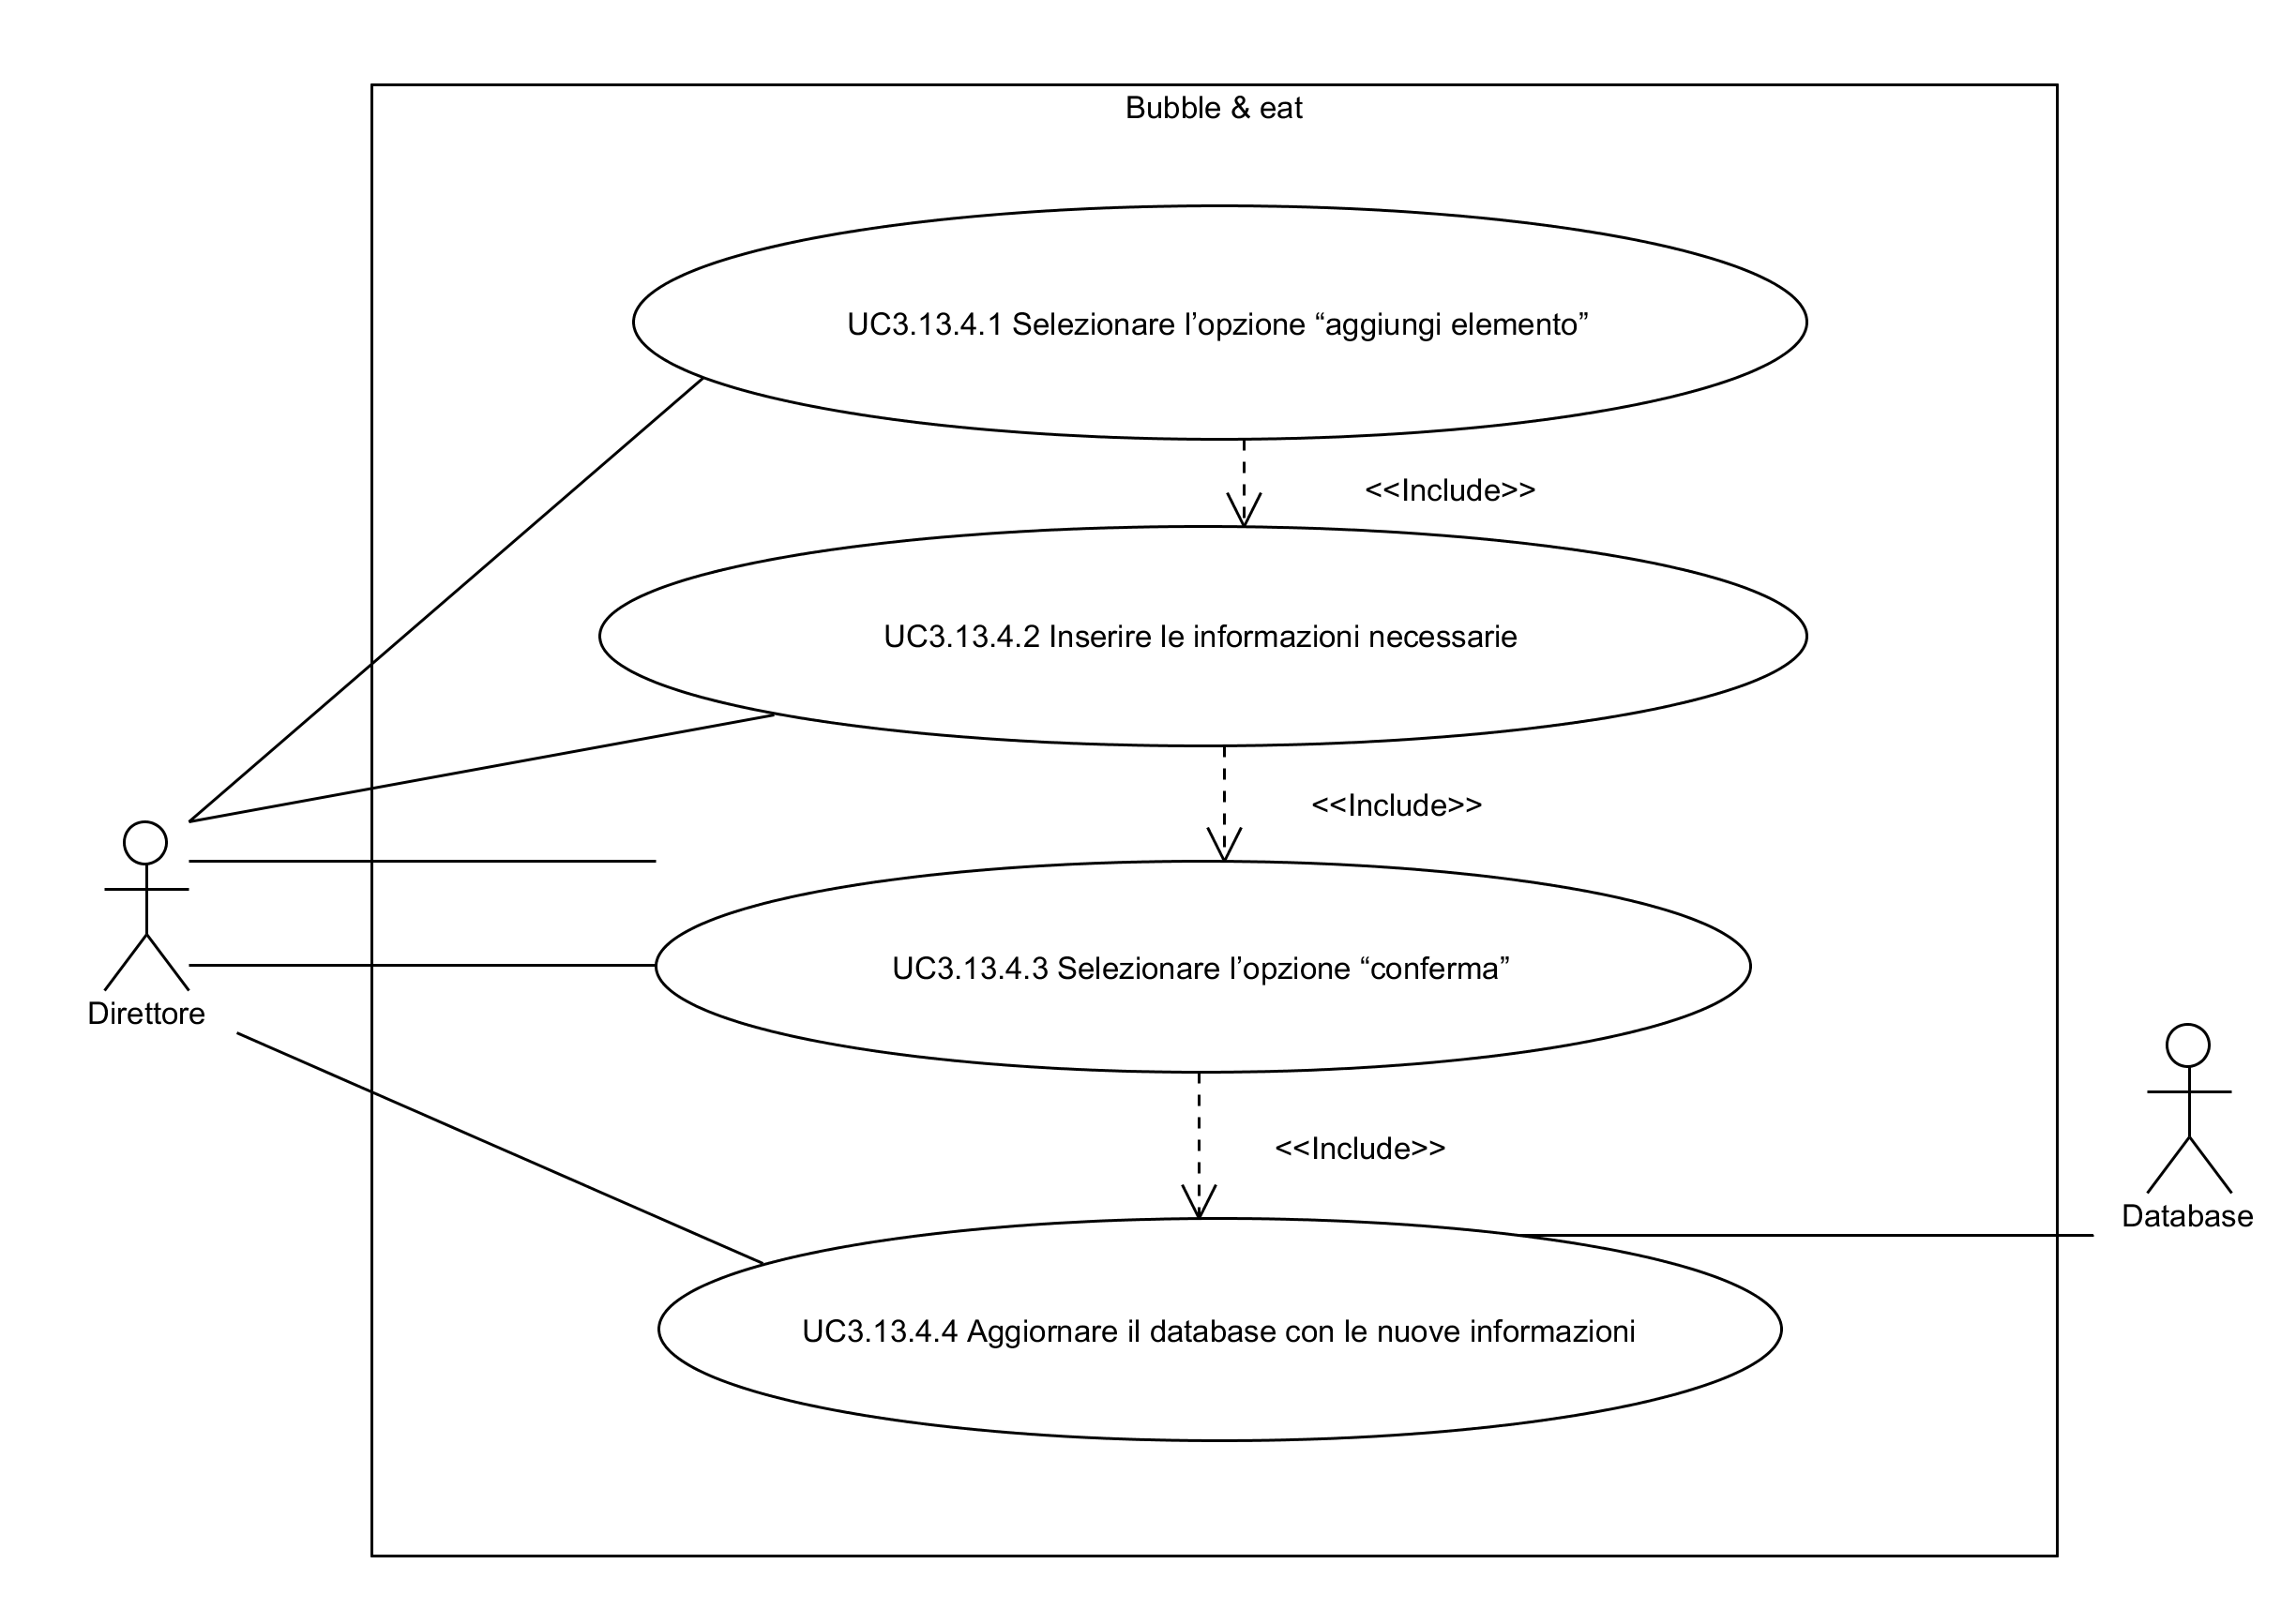 Bubble & eat
UC3.13.4.1 Selezionare l’opzione “aggiungi elemento”
<<Include>>
UC3.13.4.2 Inserire le informazioni necessarie
<<Include>>
UC3.13.4.3 Selezionare l’opzione “conferma”
Direttore
<<Include>>
Database
UC3.13.4.4 Aggiornare il database con le nuove informazioni